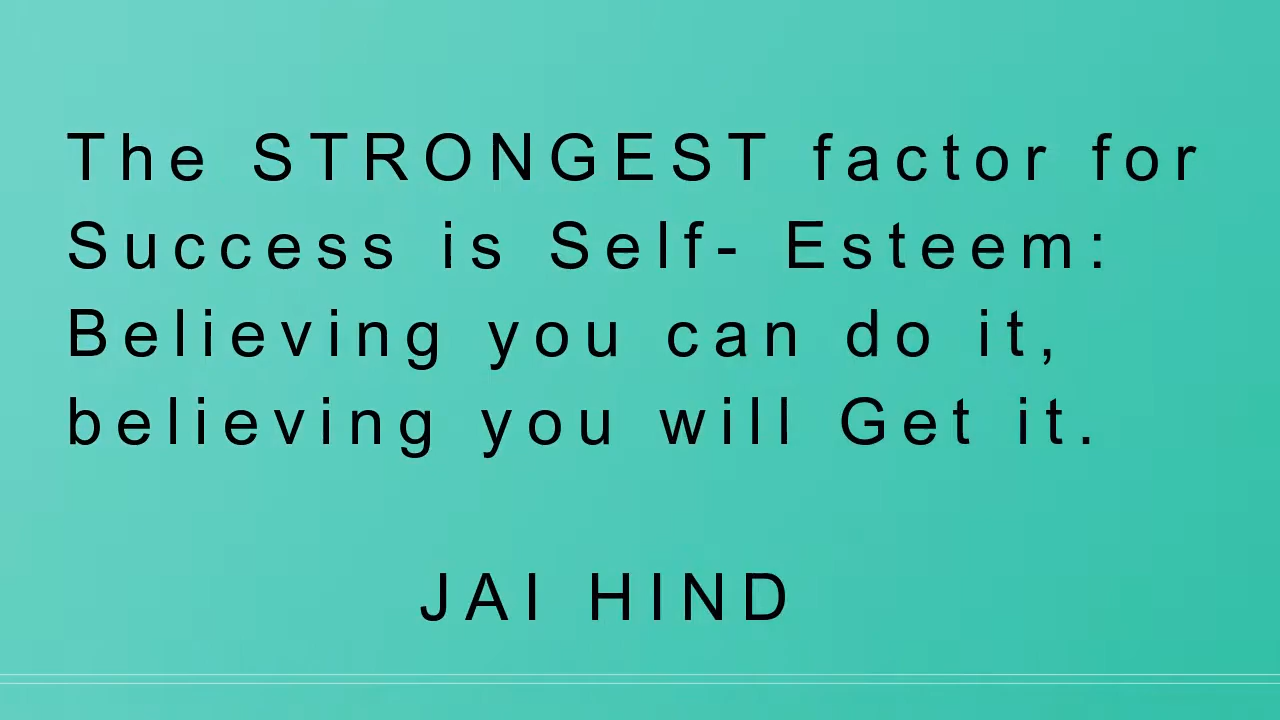 The STRONGEST factor for
Success is Self- Esteem:
Believing you can do it,
believing you will Get it.
JAI HIND